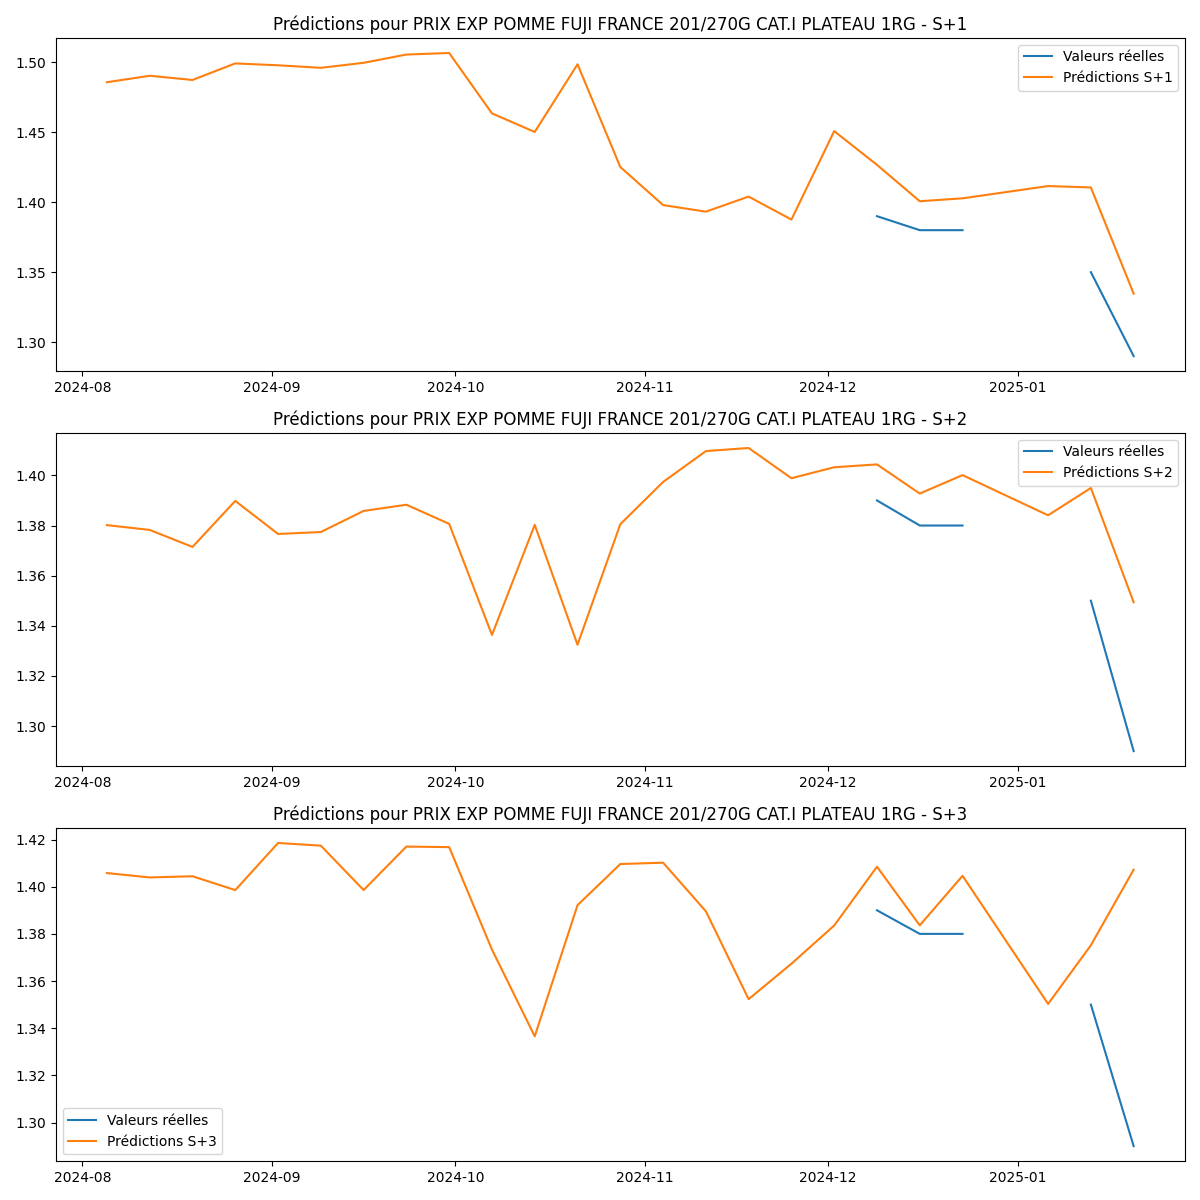 Prédictions pour PRIX EXP POMME FUJI FRANCE 201/270G CAT.I PLATEAU 1RG - S+1
Valeurs réelles
Prédictions S+1
1.50
1.45
1.40
1.35
1.30
2024-08 2024-09 2024-10 2024-11 2024-12 2025-01
Prédictions pour PRIX EXP POMME FUJI FRANCE 201/270G CAT.I PLATEAU 1RG - S+2
Valeurs réelles
Prédictions S+2
1.40
1.38
1.36
1.34
1.32
1.30
2024-08 2024-09 2024-10 2024-11 2024-12 2025-01
Prédictions pour PRIX EXP POMME FUJI FRANCE 201/270G CAT.I PLATEAU 1RG - S+3
1.42
1.40
1.38
1.36
1.34
1.32
1.30
Valeurs réelles
Prédictions S+3
2024-08 2024-09 2024-10 2024-11 2024-12 2025-01